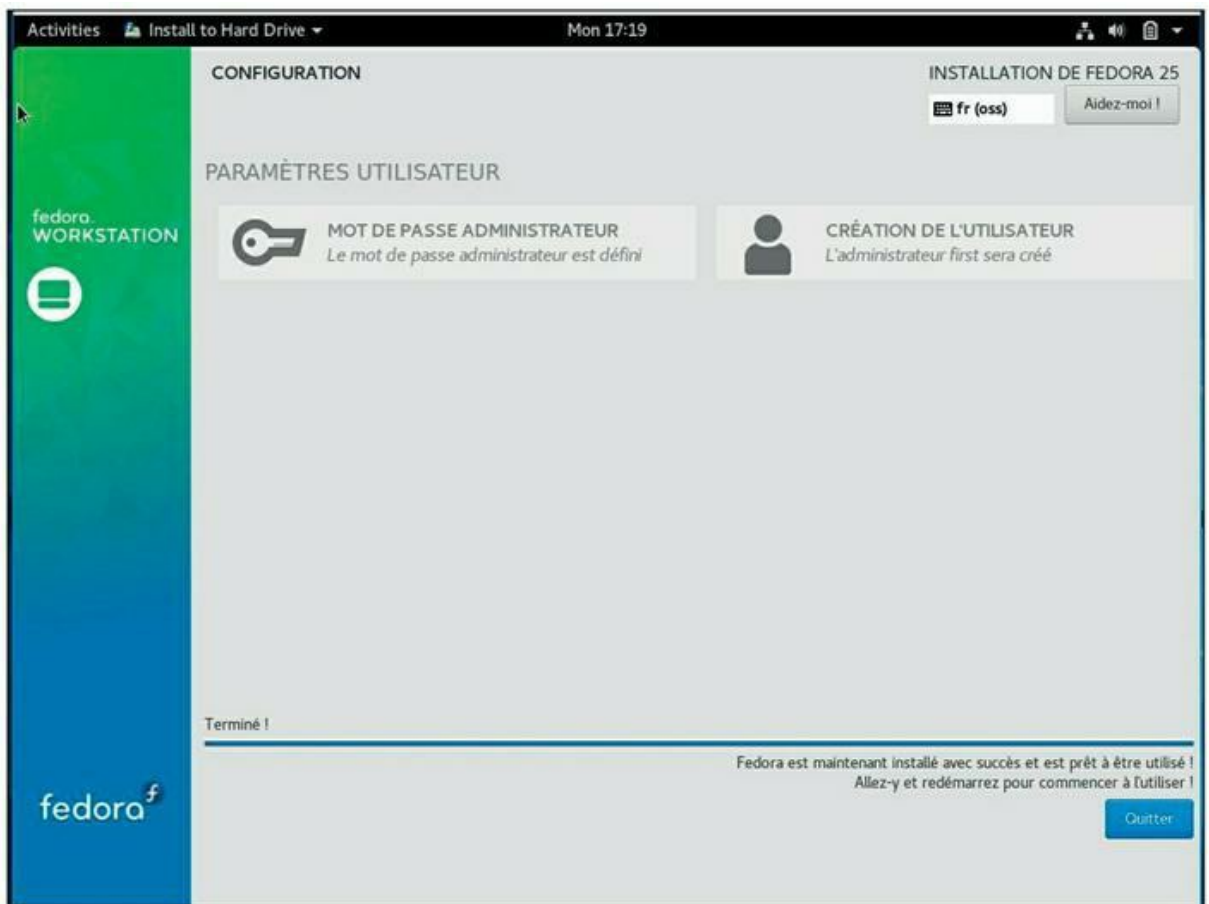 Activities Install to Hard Drive Mon 17:19
CONFIGURATION
INSTALLATION DE FEDORA 25
fr (oss)
Aidez-moi !
PARAMÈTRES UTILISATEUR
fedora.
WORKSTATION
MOT DE PASSE ADMINISTRATEUR
Le mot de passe administrateur est défini
CRÉATION DE L'UTILISATEUR
L'administrateur first sera créé
Terminé !
Fedora est maintenant installé avec succès et est prêt à être utilisé !
Allez-y et redémarrez pour commencer à l'utiliser !
Quitter
fedora